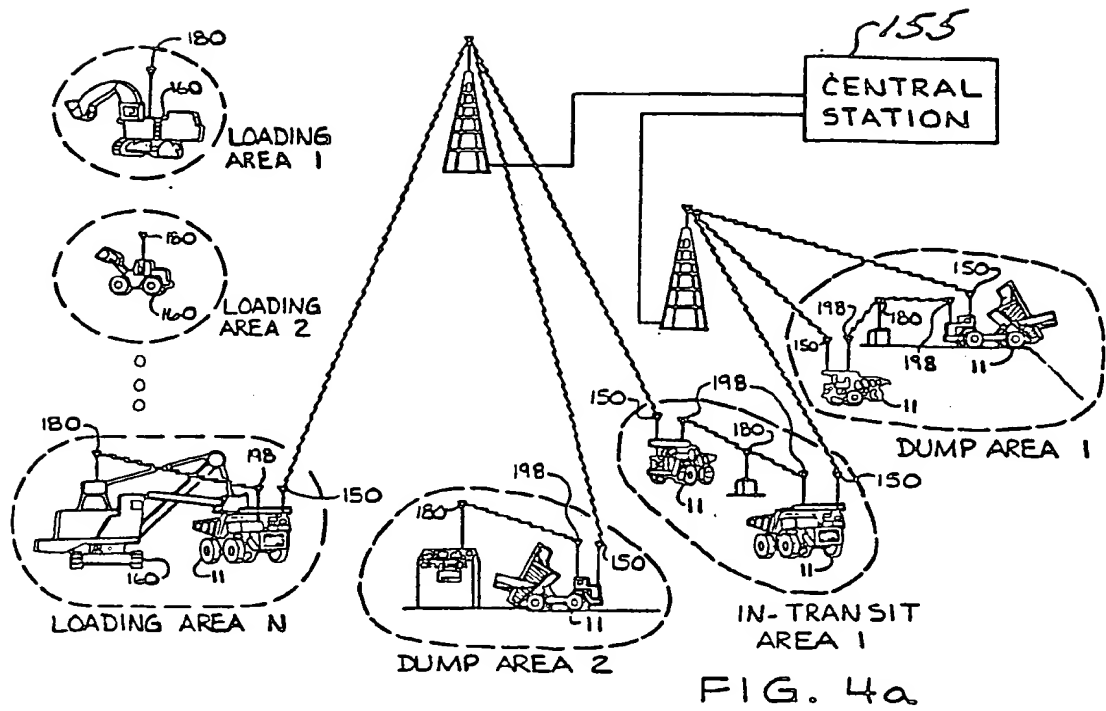 155
CENTRAL
STATION
180
160
LOADING
AREA 1
180
160
LOADING
AREA 2
180
198
150
160
11
LOADING AREA N
180
198
150
11
DUMP AREA 2
150
198
180
150
11
11
IN-TRANSIT
AREA 1
150
198
180
198
150
11
11
DUMP AREA 1
FIG. 4a